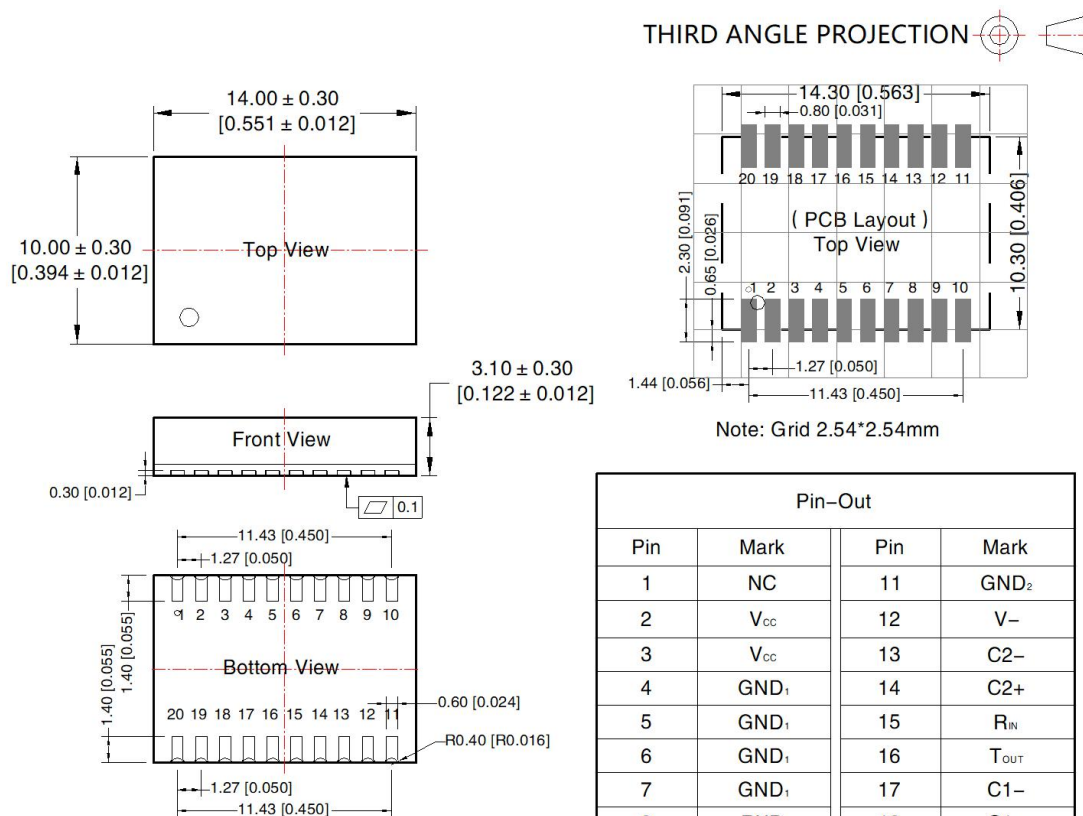 THIRD ANGLE PROJECTION
14.00 ± 0.30
[0.551 ± 0.012]
10.00 ± 0.30
[0.394 ± 0.012]
Top View
3.10 ± 0.30
[0.122 ± 0.012]
Front View
0.30 [0.012]
0.1
11.43 [0.450]
1.27 [0.050]
1 2 3 4 5 6 7 8 9 10
1.40 [0.055]
1.40 [0.055]
Bottom View
20 19 18 17 16 15 14 13 12 11
0.60 [0.024]
R0.40 [R0.016]
1.27 [0.050]
11.43 [0.450]
14.30 [0.563]
0.80 [0.031]
20 19 18 17 16 15 14 13 12 11
( PCB Layout )
Top View
10.30 [0.406]
2.30 [0.091]
0.65 [0.026]
1 2 3 4 5 6 7 8 9 10
1.27 [0.050]
1.44 [0.056]
11.43 [0.450]
Note: Grid 2.54*2.54mm
Pin–Out
Pin Mark Pin Mark
1 NC 11 GND₂
2 Vcc 12 V–
3 Vcc 13 C2–
4 GND₁ 14 C2+
5 GND₁ 15 RIN
6 GND₁ 16 TOUT
7 GND₁ 17 C1–